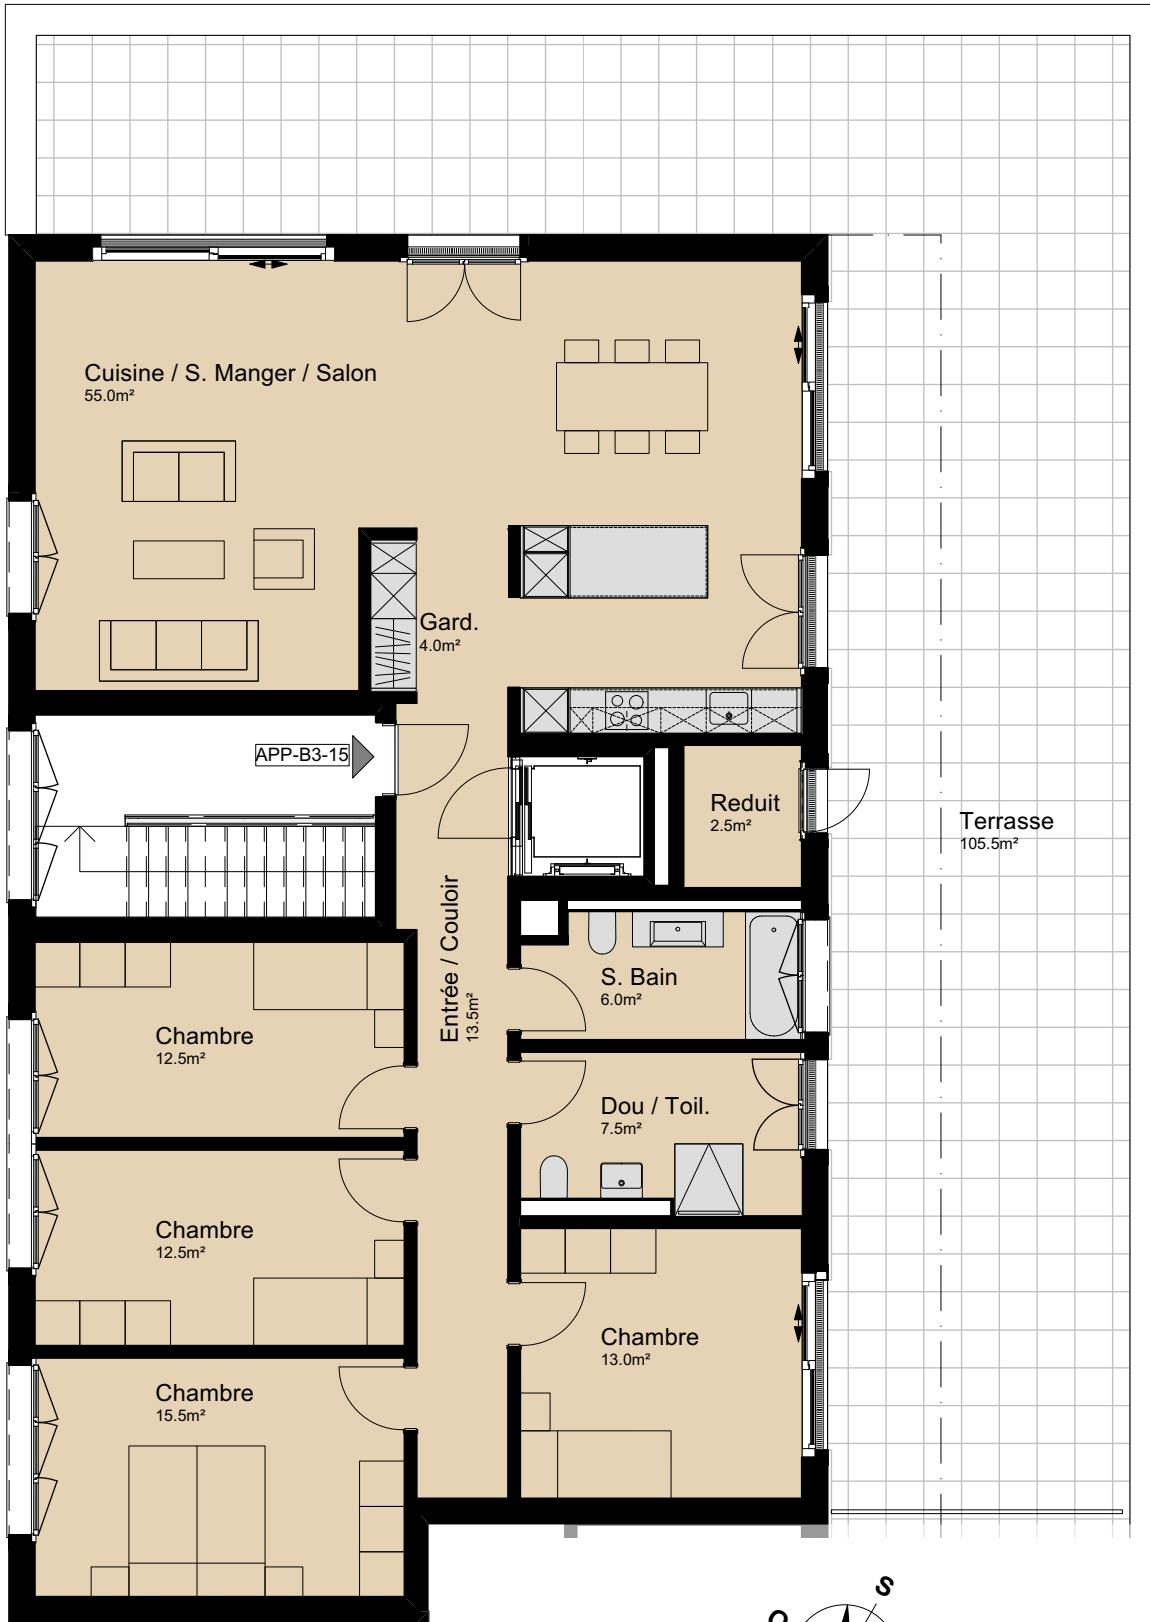 Cuisine / S. Manger / Salon
55.0m²
Gard.
4.0m²
APP-B3-15
Reduit
2.5m²
Terrasse
105.5m²
Entrée / Couloir
13.5m²
S. Bain
6.0m²
Chambre
12.5m²
Dou / Toil.
7.5m²
Chambre
12.5m²
Chambre
13.0m²
Chambre
15.5m²
S
O